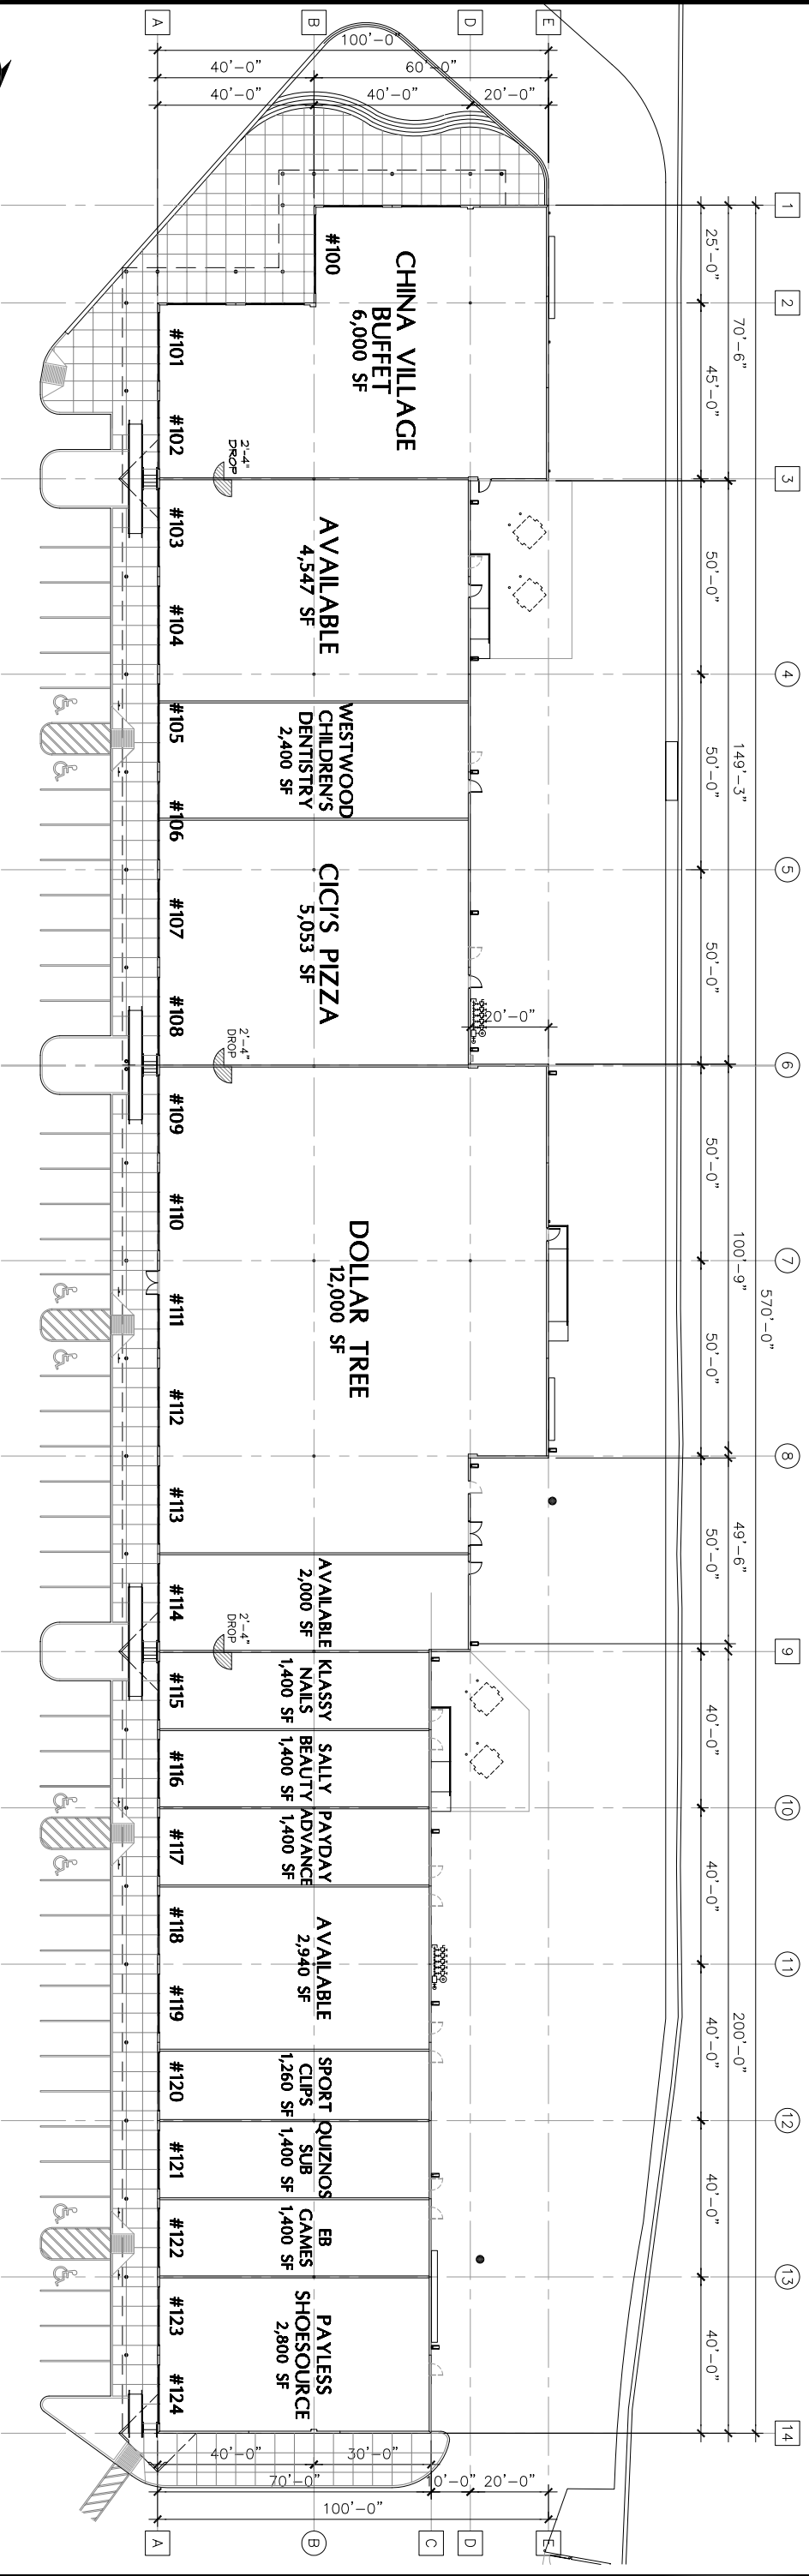 A
B
D
E
100'-0"
40'-0"
60'-0"
40'-0"
40'-0"
20'-0"
1
2
3
4
5
6
7
8
9
10
11
12
13
14
570'-0"
70'-6"
149'-3"
100'-9"
49'-6"
200'-0"
25'-0"
45'-0"
50'-0"
50'-0"
50'-0"
50'-0"
50'-0"
50'-0"
40'-0"
40'-0"
40'-0"
40'-0"
40'-0"
20'-0"
CHINA VILLAGE
BUFFET
6,000 SF
AVAILABLE
4,547 SF
WESTWOOD
CHILDREN'S
DENTISTRY
2,400 SF
CICI'S PIZZA
5,053 SF
DOLLAR TREE
12,000 SF
AVAILABLE
2,000 SF
KLASSY
NAILS
1,400 SF
SALLY
BEAUTY
1,400 SF
PAYDAY
ADVANCE
1,400 SF
AVAILABLE
2,940 SF
SPORT
CLIPS
1,260 SF
QUIZNOS
SUB
1,400 SF
EB
GAMES
1,400 SF
PAYLESS
SHOESOURCE
2,800 SF
2'-4"
DROP
2'-4"
DROP
2'-4"
DROP
#100
#101
#102
#103
#104
#105
#106
#107
#108
#109
#110
#111
#112
#113
#114
#115
#116
#117
#118
#119
#120
#121
#122
#123
#124
40'-0"
30'-0"
70'-0"
0'-0"
20'-0"
100'-0"
A
B
C
D
E